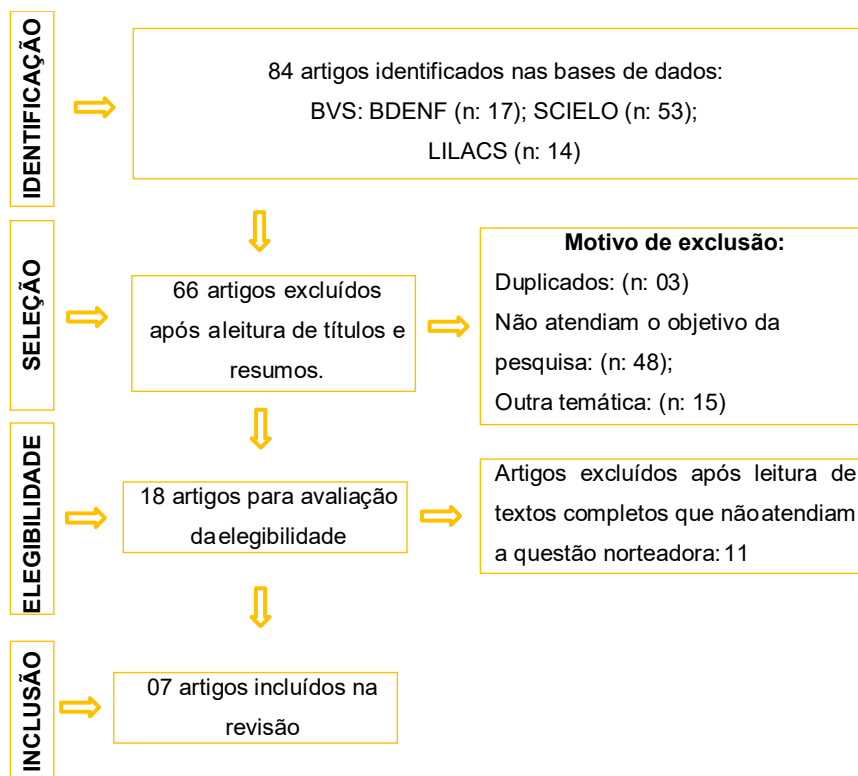 IDENTIFICAÇÃO
84 artigos identificados nas bases de dados:
BVS: BDENF (n: 17); SCIELO (n: 53);
LILACS (n: 14)
SELEÇÃO
66 artigos excluídos
após aleitura de títulos e
resumos.
Motivo de exclusão:
Duplicados: (n: 03)
Não atendiam o objetivo da
pesquisa: (n: 48);
Outra temática: (n: 15)
ELEGIBILIDADE
18 artigos para avaliação
daelegibilidade
Artigos excluídos após leitura de
textos completos que nãoatendiam
a questão norteadora: 11
INCLUSÃO
07 artigos incluídos na
revisão